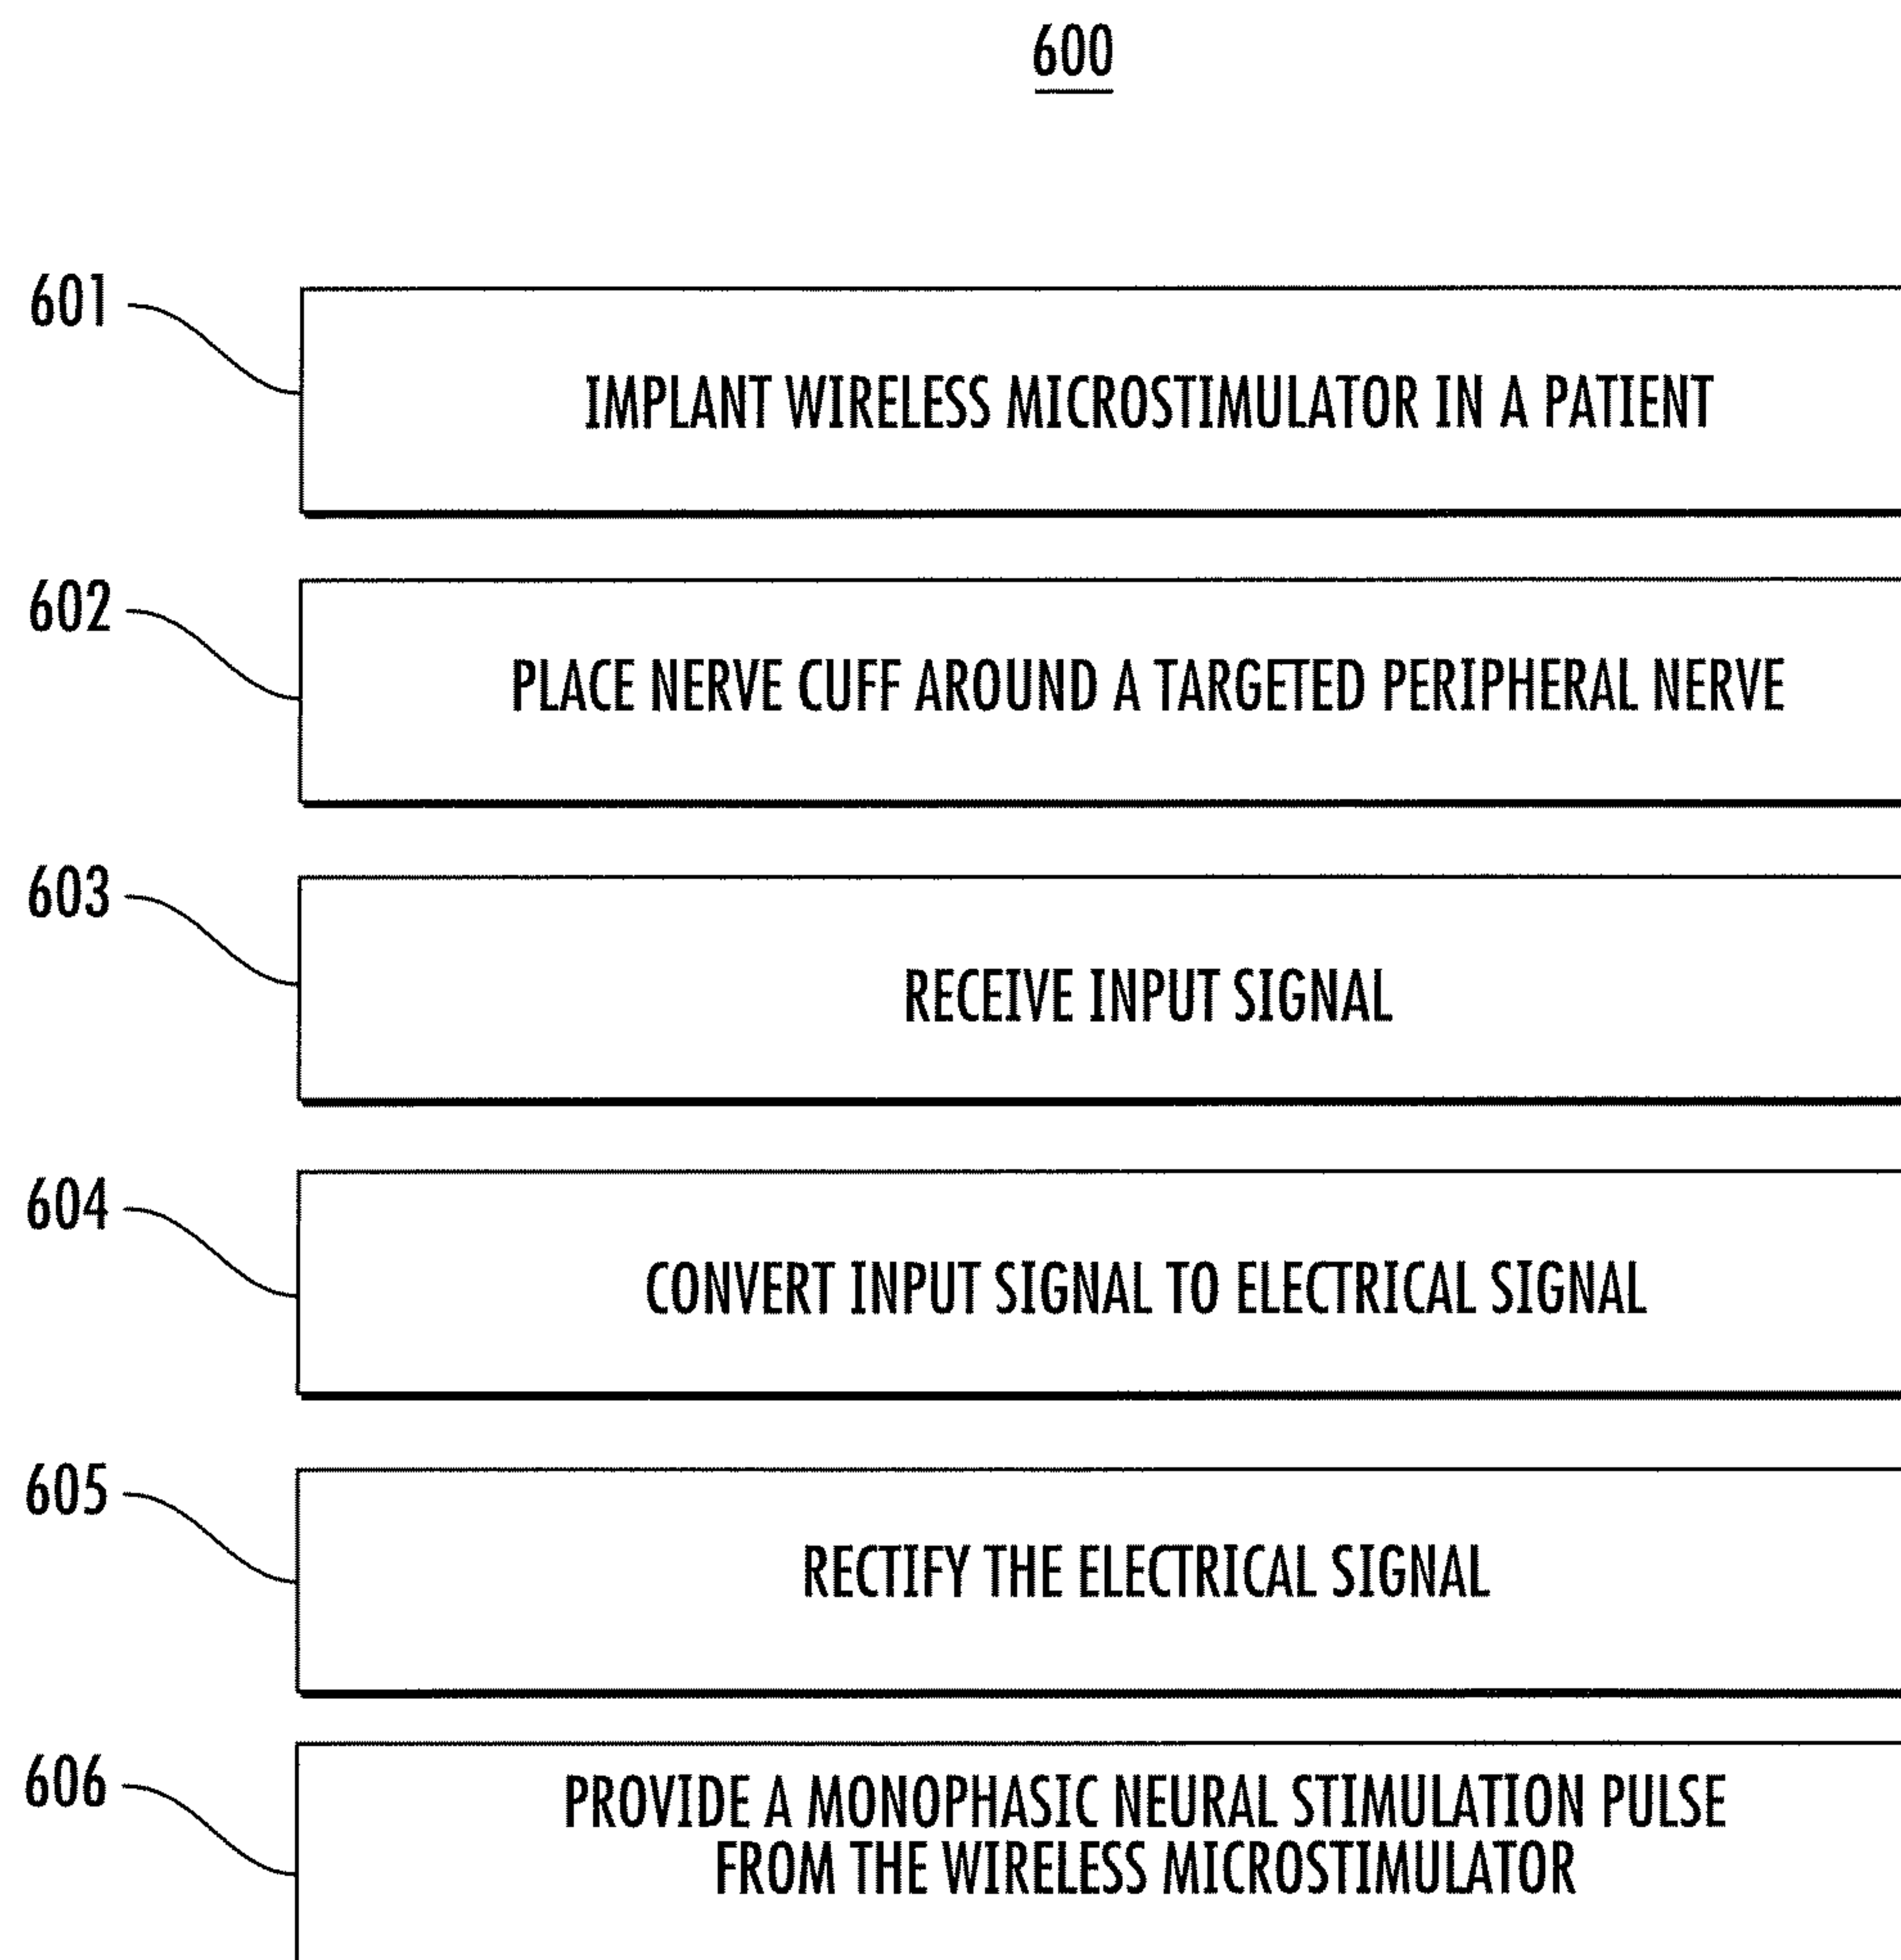 600
601
IMPLANT WIRELESS MICROSTIMULATOR IN A PATIENT
602
PLACE NERVE CUFF AROUND A TARGETED PERIPHERAL NERVE
603
RECEIVE INPUT SIGNAL
604
CONVERT INPUT SIGNAL TO ELECTRICAL SIGNAL
605
RECTIFY THE ELECTRICAL SIGNAL
606
PROVIDE A MONOPHASIC NEURAL STIMULATION PULSE
FROM THE WIRELESS MICROSTIMULATOR